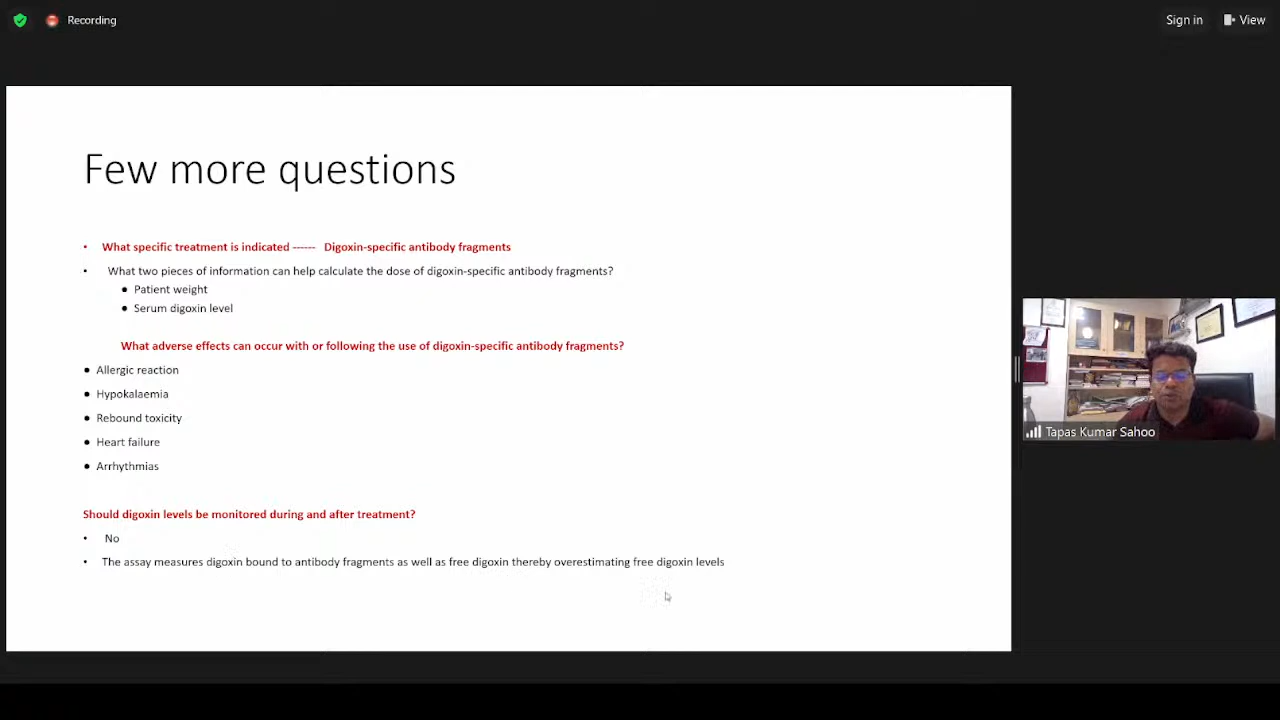 Recording
Sign in
View
Few more questions
• What specific treatment is indicated ------ Digoxin-specific antibody fragments
• What two pieces of information can help calculate the dose of digoxin-specific antibody fragments?
● Patient weight
● Serum digoxin level
What adverse effects can occur with or following the use of digoxin-specific antibody fragments?
● Allergic reaction
● Hypokalaemia
● Rebound toxicity
● Heart failure
● Arrhythmias
Should digoxin levels be monitored during and after treatment?
• No
• The assay measures digoxin bound to antibody fragments as well as free digoxin thereby overestimating free digoxin levels
Tapas Kumar Sahoo